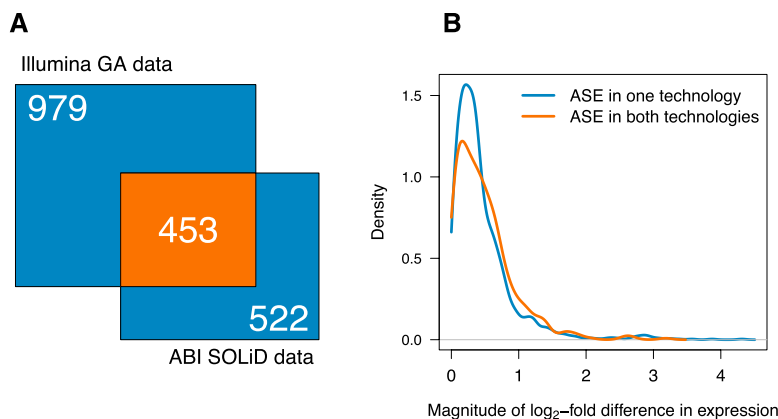 A
Illumina GA data
979
453
522
ABI SOLiD data
B
ASE in one technology
ASE in both technologies
Density
1.5
1.0
0.5
0.0
0 1 2 3 4
Magnitude of log₂−fold difference in expression